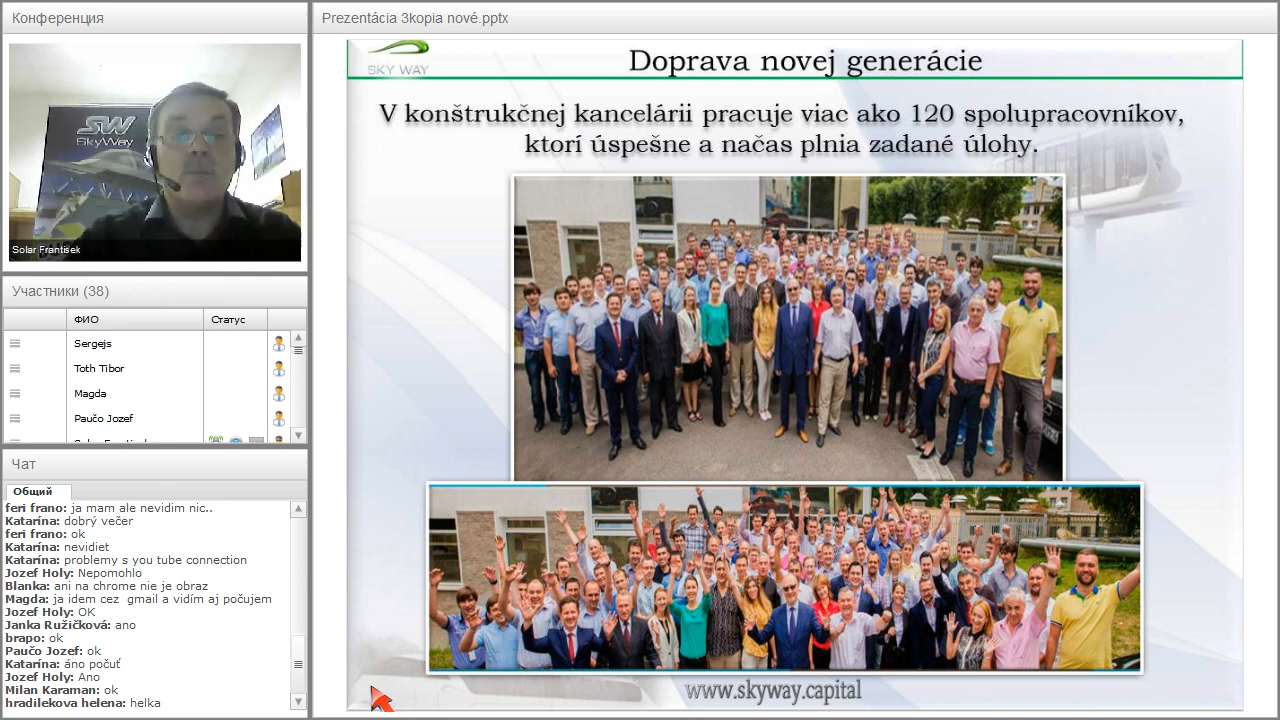 Конференция
SW
SkyWay
Solar Frantisek
Участники (38)
ФИО
Статус
Sergejs
Toth Tibor
Magda
Paučo Jozef
Чат
Общий
feri frano: ja mam ale nevidim nic..
Katarína: dobrý večer
feri frano: ok
Katarína: nevidiet
Katarína: problemy s you tube connection
Jozef Holy: Nepomohlo
Blanka: ani na chrome nie je obraz
Magda: ja idem cez gmail a vidím aj počujem
Jozef Holy: OK
Janka Ružičková: ano
brapo: ok
Paučo Jozef: ok
Katarína: áno počuť
Jozef Holy: Ano
Milan Karaman: ok
hradilekova helena: helka
Prezentácia 3kopia nové.pptx
SKY WAY
Doprava novej generácie
V konštrukčnej kancelárii pracuje viac ako 120 spolupracovníkov,
ktorí úspešne a načas plnia zadané úlohy.
www.skyway.capital